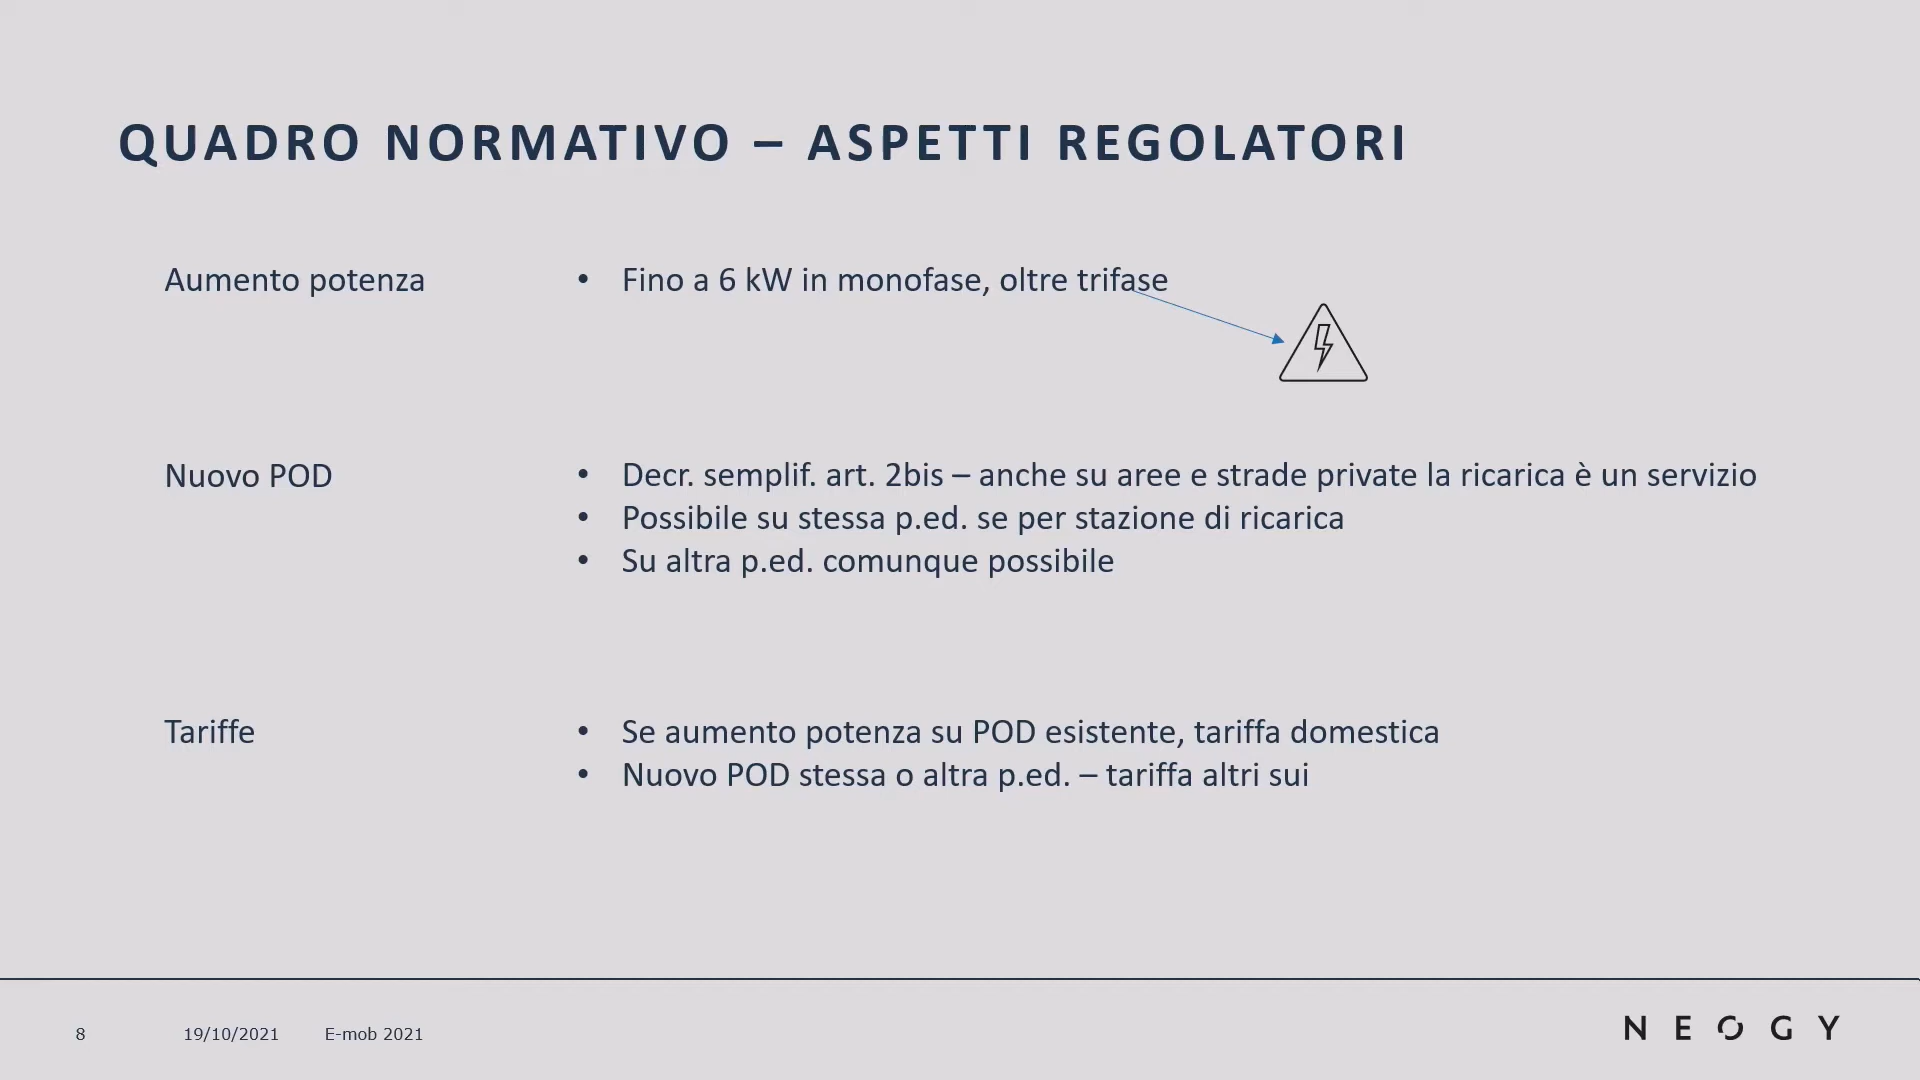 QUADRO NORMATIVO – ASPETTI REGOLATORI
Aumento potenza
• Fino a 6 kW in monofase, oltre trifase
Nuovo POD
• Decr. semplif. art. 2bis – anche su aree e strade private la ricarica è un servizio
• Possibile su stessa p.ed. se per stazione di ricarica
• Su altra p.ed. comunque possibile
Tariffe
• Se aumento potenza su POD esistente, tariffa domestica
• Nuovo POD stessa o altra p.ed. – tariffa altri sui
8 19/10/2021 E-mob 2021
NEOGY